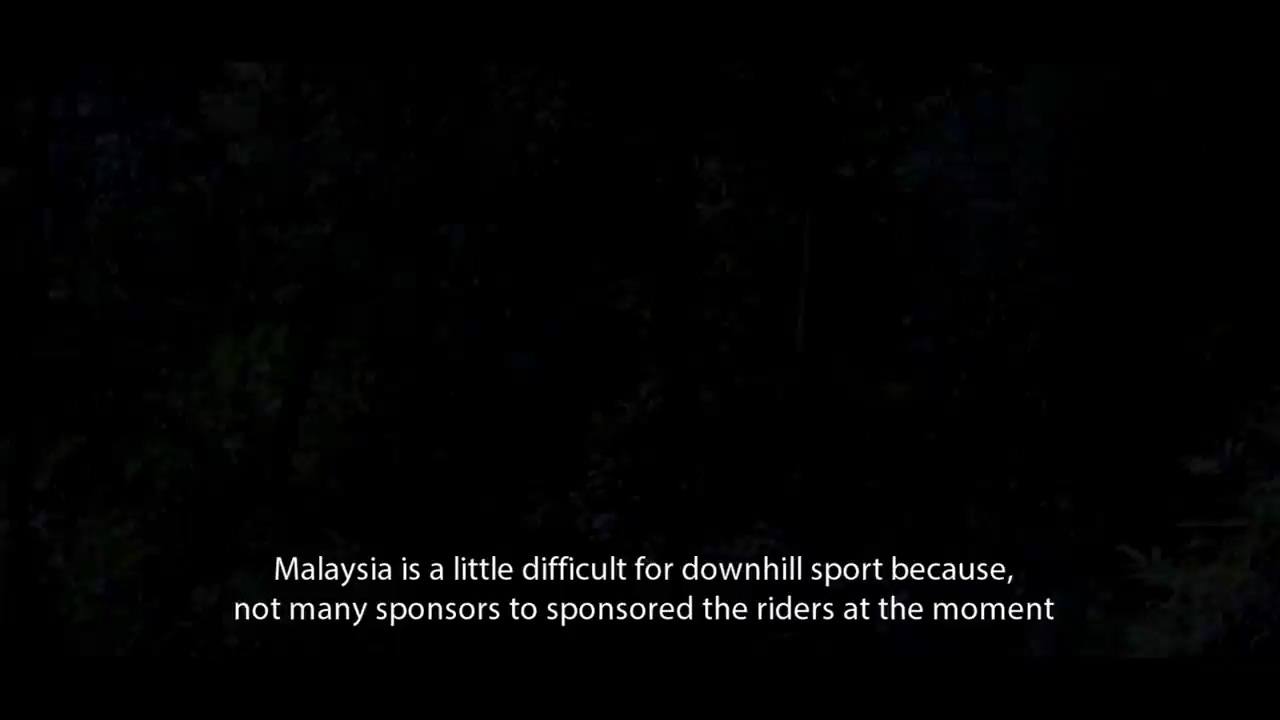 Malaysia is a little difficult for downhill sport because,
not many sponsors to sponsored the riders at the moment